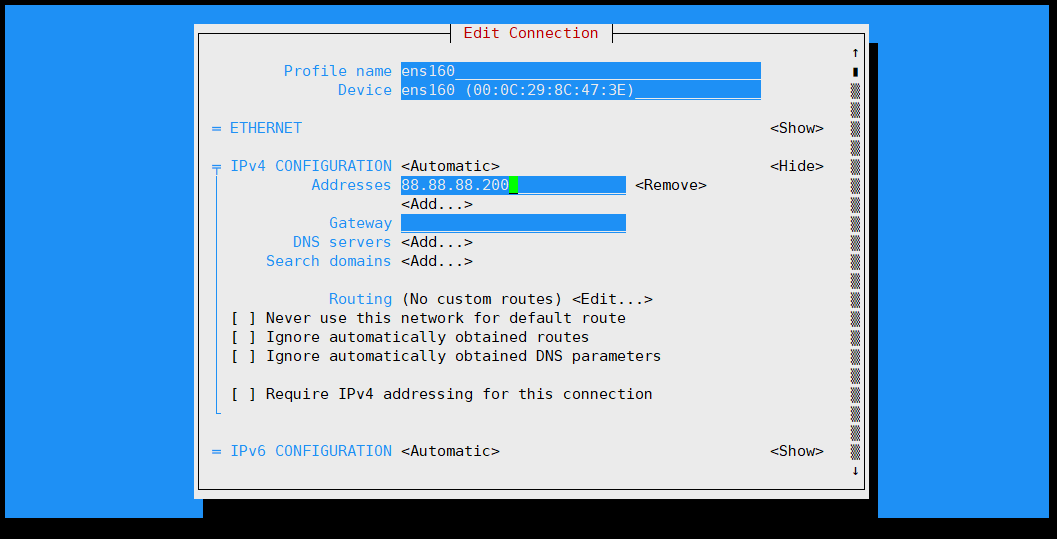 Edit Connection
Profile name ens160
Device ens160 (00:0C:29:8C:47:3E)
= ETHERNET <Show>
IPv4 CONFIGURATION <Automatic> <Hide>
Addresses 88.88.88.200 <Remove>
<Add...>
Gateway
DNS servers <Add...>
Search domains <Add...>
Routing (No custom routes) <Edit...>
[ ] Never use this network for default route
[ ] Ignore automatically obtained routes
[ ] Ignore automatically obtained DNS parameters
[ ] Require IPv4 addressing for this connection
= IPv6 CONFIGURATION <Automatic> <Show>